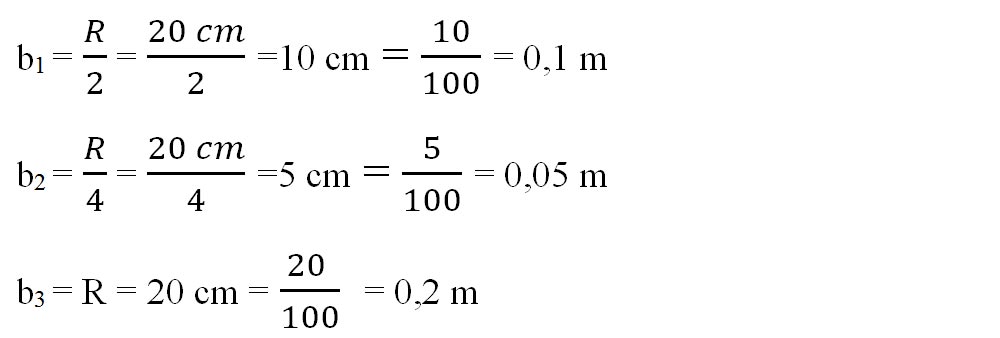 b₁ = R/2 = 20 cm/2 =10 cm = 10/100 = 0,1 m
b₂ = R/4 = 20 cm/4 =5 cm = 5/100 = 0,05 m
b₃ = R = 20 cm = 20/100 = 0,2 m